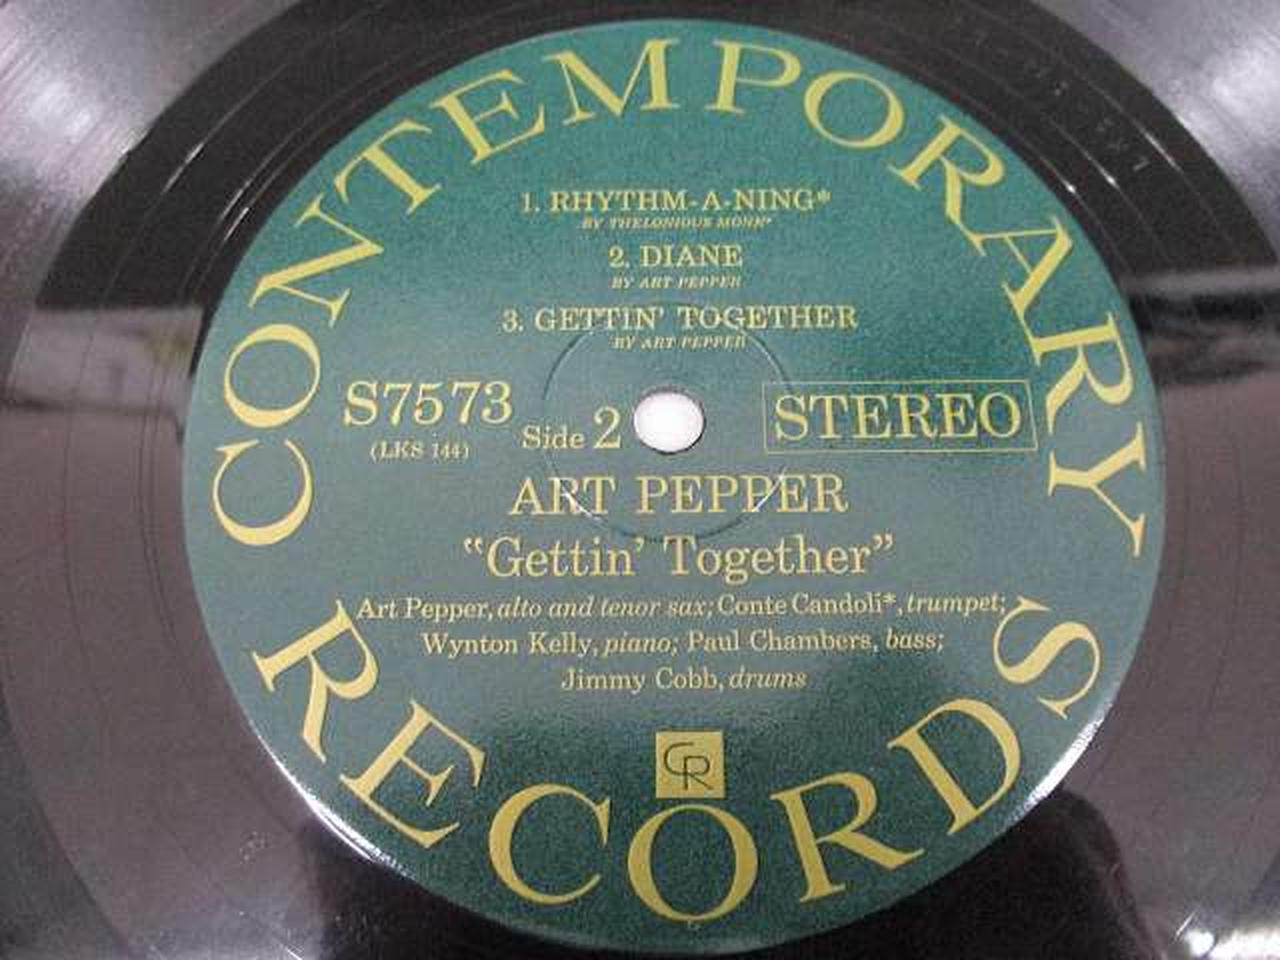 CONTEMPORARY
1. RHYTHM-A-NING*
BY THELONIOUS MONK*
2. DIANE
BY ART PEPPER
3. GETTIN' TOGETHER
BY ART PEPPER
S7573
(LKS 144)
Side 2
STEREO
ART PEPPER
"Gettin' Together"
Art Pepper, alto and tenor sax; Conte Candoli*, trumpet;
Wynton Kelly, piano; Paul Chambers, bass;
Jimmy Cobb, drums
CR
RECORDS